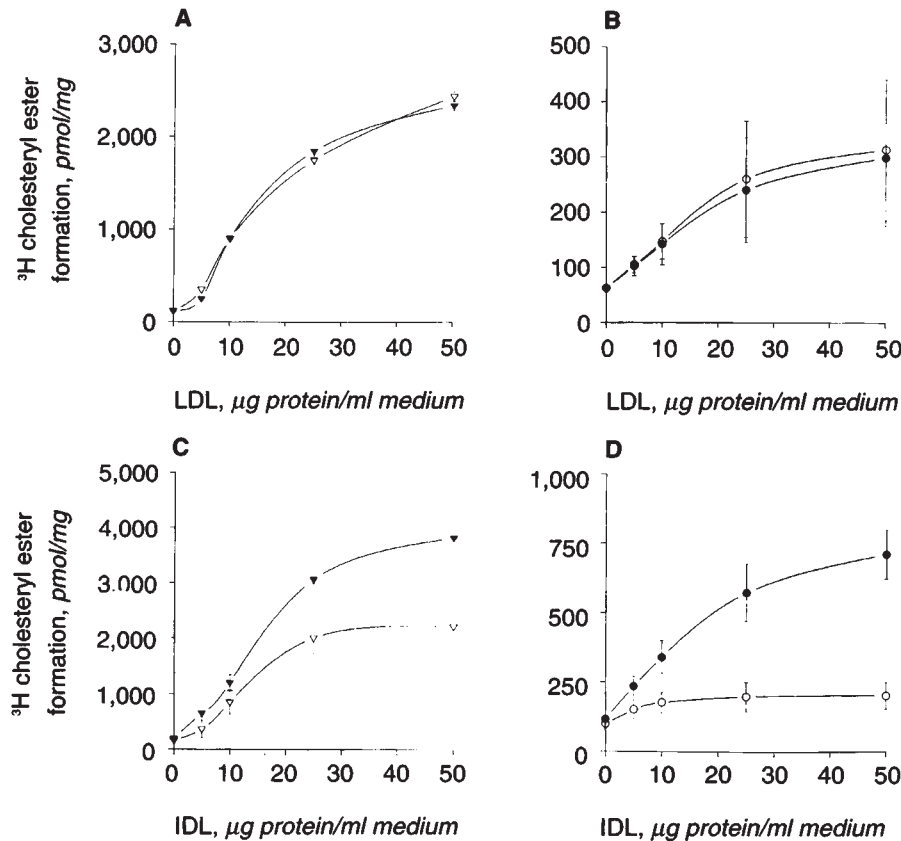 A
3,000
2,000
1,000
0
0 10 20 30 40 50
³H cholesteryl ester
formation, pmol/mg
LDL, μg protein/ml medium
B
500
400
300
200
100
0
0 10 20 30 40 50
LDL, μg protein/ml medium
C
5,000
4,000
3.000
2,000
1,000
0
0 10 20 30 40 50
³H cholesteryl ester
formation, pmol/mg
IDL, μg protein/ml medium
D
1,000
750
500
250
0
0 10 20 30 40 50
IDL, μg protein/ml medium